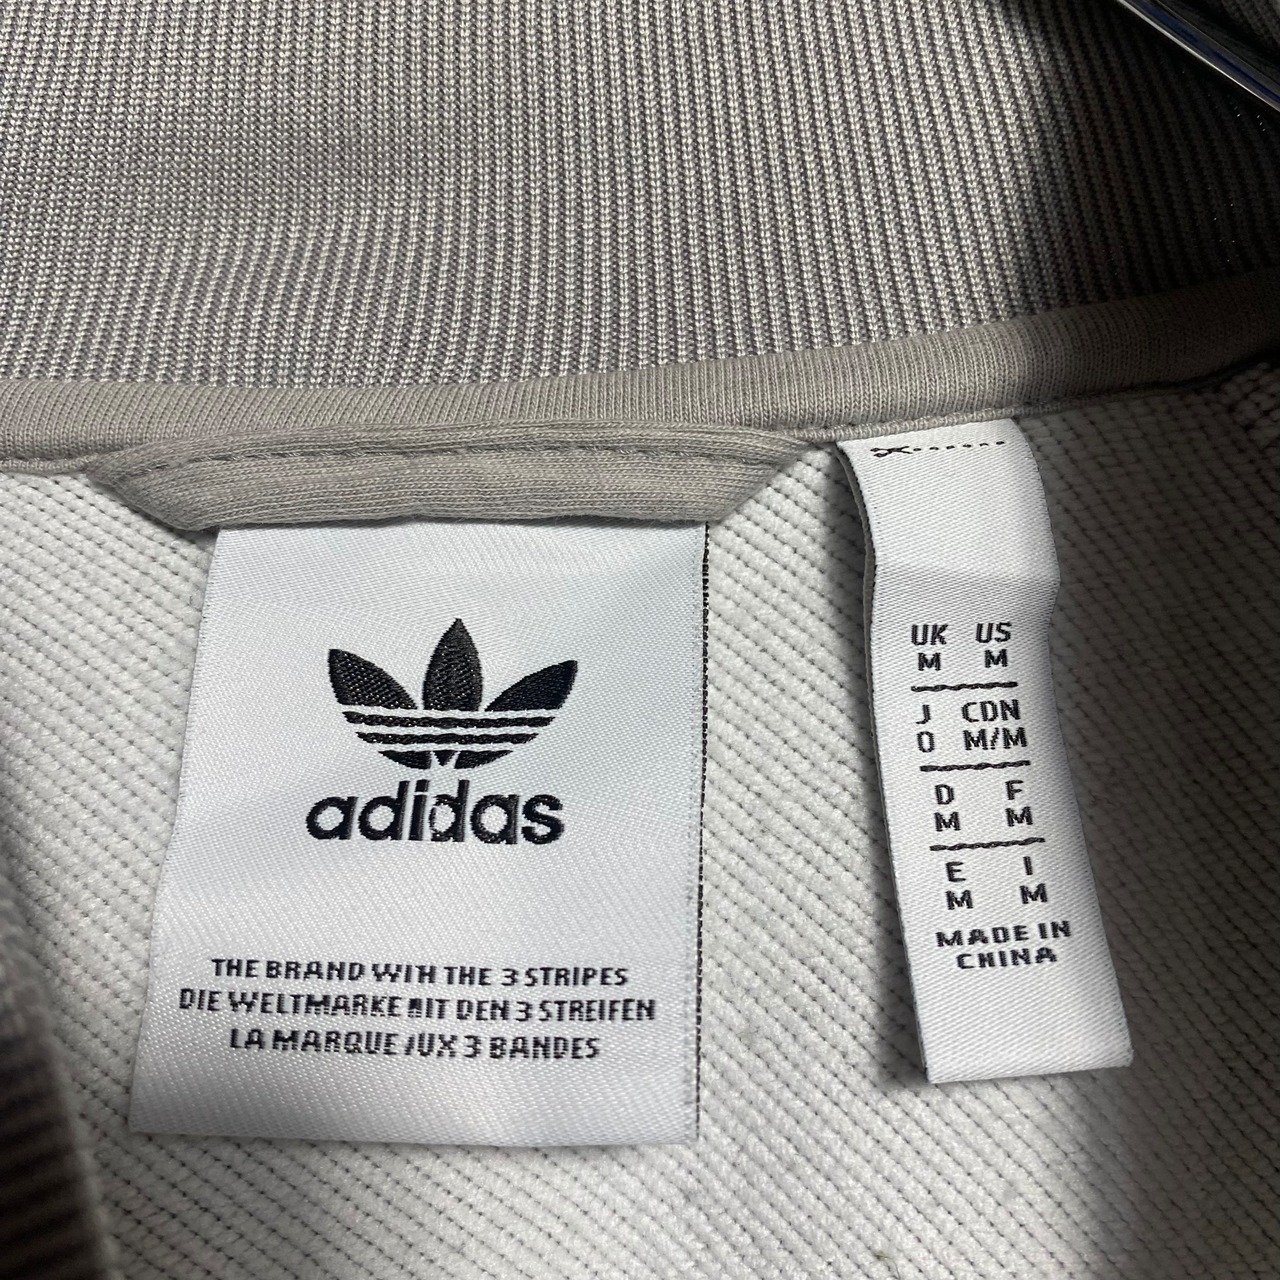 adidas
THE BRAND WITH THE 3 STRIPES
DIE WELTMARKE MIT DEN 3 STREIFEN
LA MARQUE AUX 3 BANDES
UK US
M M
J CDN
O M/M
D F
M M
E I
M M
MADE IN
CHINA